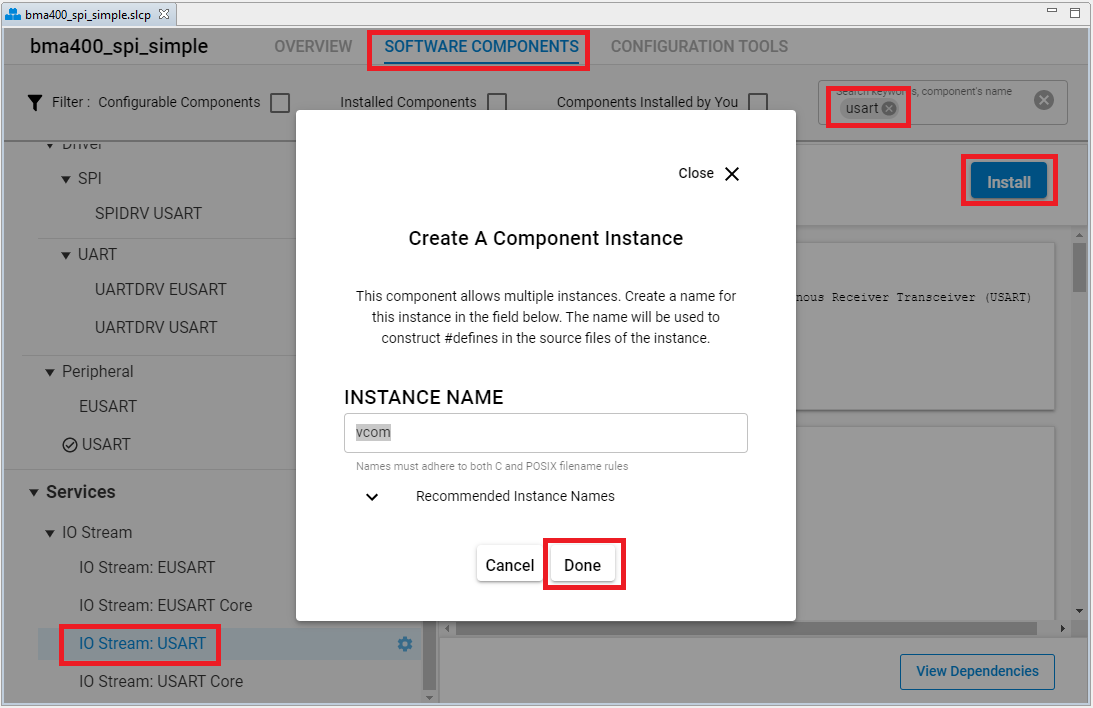 bma400_spi_simple.slcp
bma400_spi_simple
OVERVIEW
SOFTWARE COMPONENTS
CONFIGURATION TOOLS
Filter :
Configurable Components
Installed Components
Components Installed by You
Search keywords, component's name
usart
Driver
SPI
SPIDRV USART
UART
UARTDRV EUSART
UARTDRV USART
Peripheral
EUSART
USART
Services
IO Stream
IO Stream: EUSART
IO Stream: EUSART Core
IO Stream: USART
IO Stream: USART Core
Close
Create A Component Instance
This component allows multiple instances. Create a name for
this instance in the field below. The name will be used to
construct #defines in the source files of the instance.
INSTANCE NAME
vcom
Names must adhere to both C and POSIX filename rules
Recommended Instance Names
Cancel
Done
Install
nous Receiver Transceiver (USART)
View Dependencies